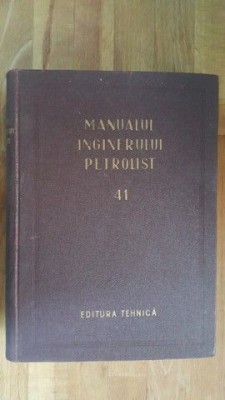 MANUALUL
INGINERULUI
PETROLIST
41
EDITURA TEHNICĂ